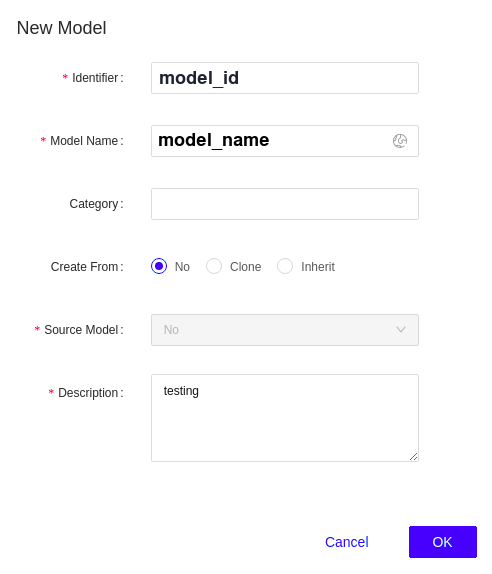 New Model
* Identifier : model_id
* Model Name : model_name
Category :
Create From : No Clone Inherit
* Source Model : No
* Description : testing
Cancel OK